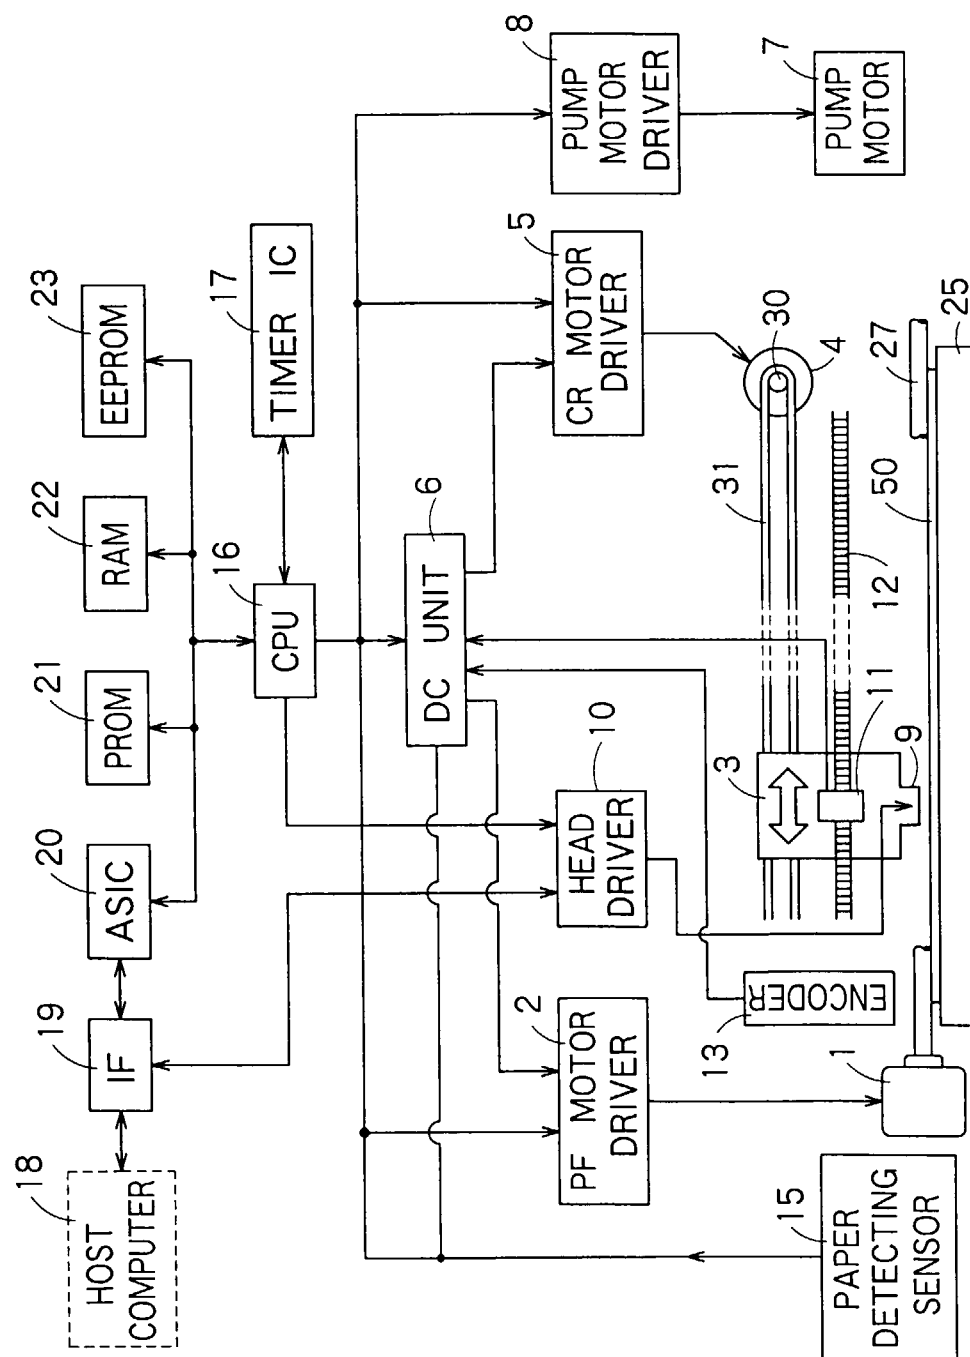 18
HOST
COMPUTER
19
IF
20
ASIC
21
PROM
22
RAM
23
EEPROM
16
CPU
17
TIMER IC
6
DC UNIT
2
PF MOTOR
DRIVER
10
HEAD
DRIVER
5
CR MOTOR
DRIVER
8
PUMP
MOTOR
DRIVER
7
PUMP
MOTOR
15
PAPER
DETECTING
SENSOR
13
ENCODER
1
3
11
9
31
12
30
4
50
27
25